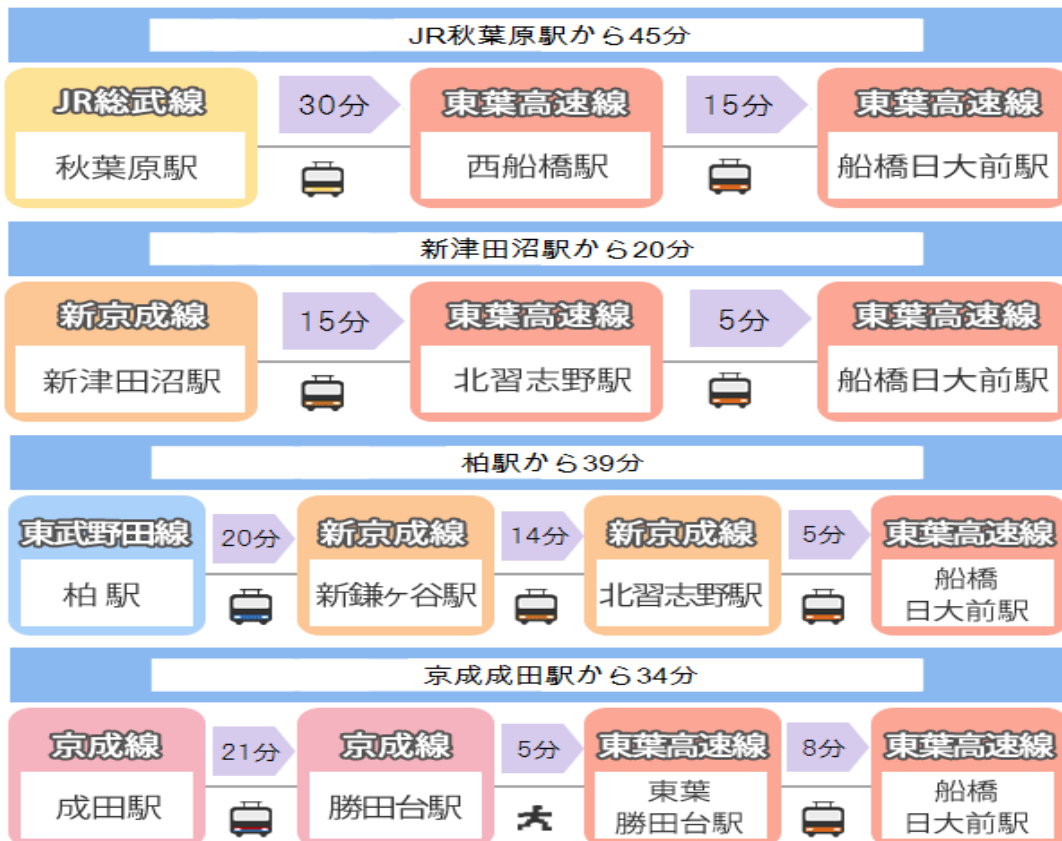 JR秋葉原駅から45分
JR総武線 30分 東葉高速線 15分 東葉高速線
秋葉原駅 西船橋駅 船橋日大前駅
新津田沼駅から20分
新京成線 15分 東葉高速線 5分 東葉高速線
新津田沼駅 北習志野駅 船橋日大前駅
柏駅から39分
東武野田線 20分 新京成線 14分 新京成線 5分 東葉高速線
柏駅 新鎌ヶ谷駅 北習志野駅 船橋
日大前駅
京成成田駅から34分
京成線 21分 京成線 5分 東葉高速線 8分 東葉高速線
成田駅 勝田台駅 東葉 船橋
勝田台駅 日大前駅